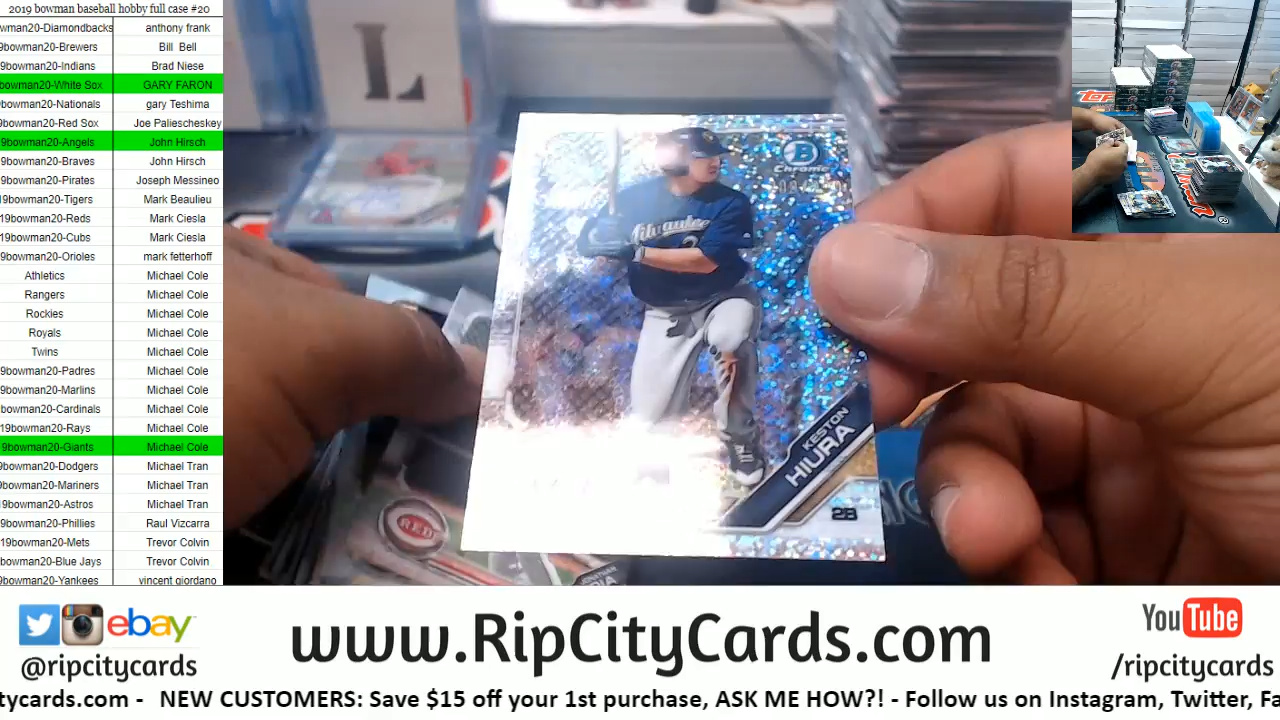 2019 bowman baseball hobby full case #20
wman20-Diamondbacks anthony frank
9bowman20-Brewers Bill Bell
9bowman20-Indians Brad Niese
bowman20-White Sox GARY FARON
bowman20-Nationals gary Teshima
9bowman20-Red Sox Joe Paliescheskey
9bowman20-Angels John Hirsch
9bowman20-Braves John Hirsch
9bowman20-Pirates Joseph Messineo
19bowman20-Tigers Mark Beaulieu
19bowman20-Reds Mark Ciesla
19bowman20-Cubs Mark Ciesla
9bowman20-Orioles mark fetterhoff
Athletics Michael Cole
Rangers Michael Cole
Rockies Michael Cole
Royals Michael Cole
Twins Michael Cole
9bowman20-Padres Michael Cole
9bowman20-Marlins Michael Cole
bowman20-Cardinals Michael Cole
19bowman20-Rays Michael Cole
9bowman20-Giants Michael Cole
9bowman20-Dodgers Michael Tran
9bowman20-Mariners Michael Tran
19bowman20-Astros Michael Tran
9bowman20-Phillies Raul Vizcarra
19bowman20-Mets Trevor Colvin
bowman20-Blue Jays Trevor Colvin
9bowman20-Yankees vincent giordano
L
B
Chrome
Milwaukee
KESTON
HIURA
2B
REDS
ebay
@ripcitycards
www.RipCityCards.com
YouTube
/ripcitycards
tycards.com - NEW CUSTOMERS: Save $15 off your 1st purchase, ASK ME HOW?! - Follow us on Instagram, Twitter, Fa